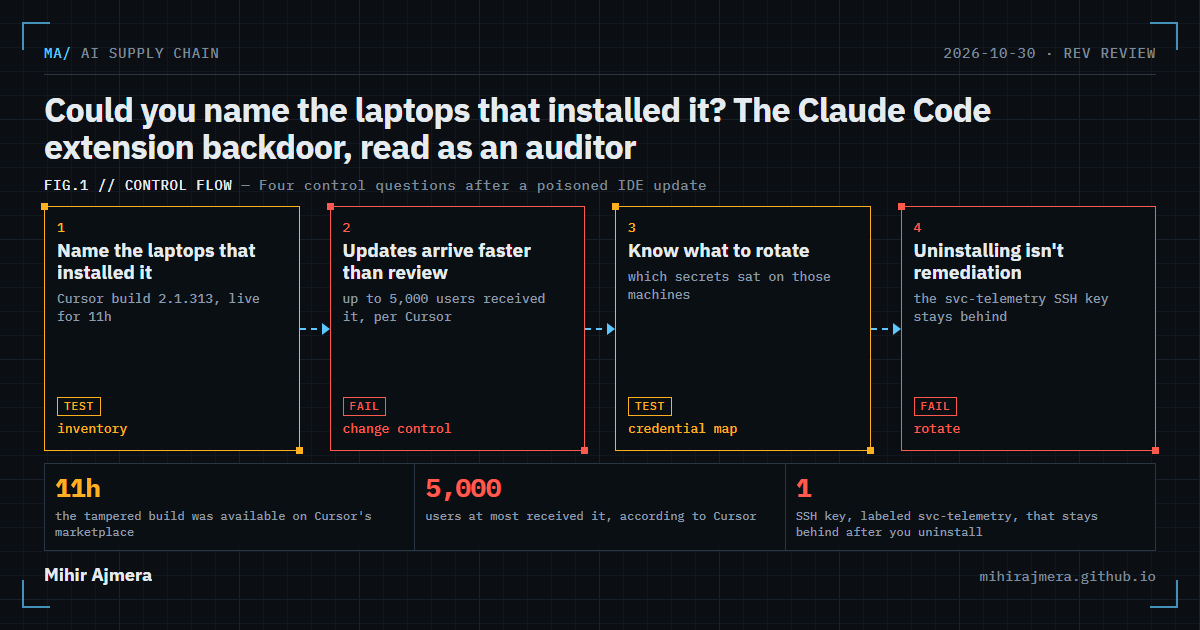 MA/ AI SUPPLY CHAIN
2026-10-30 · REV REVIEW
Could you name the laptops that installed it? The Claude Code
extension backdoor, read as an auditor
FIG.1 // CONTROL FLOW — Four control questions after a poisoned IDE update
1
Name the laptops that
installed it
Cursor build 2.1.313, live
for 11h
TEST
inventory
2
Updates arrive faster
than review
up to 5,000 users received
it, per Cursor
FAIL
change control
3
Know what to rotate
which secrets sat on those
machines
TEST
credential map
4
Uninstalling isn't
remediation
the svc-telemetry SSH key
stays behind
FAIL
rotate
11h
the tampered build was available on Cursor's
marketplace
5,000
users at most received it, according to Cursor
1
SSH key, labeled svc-telemetry, that stays
behind after you uninstall
Mihir Ajmera
mihirajmera.github.io